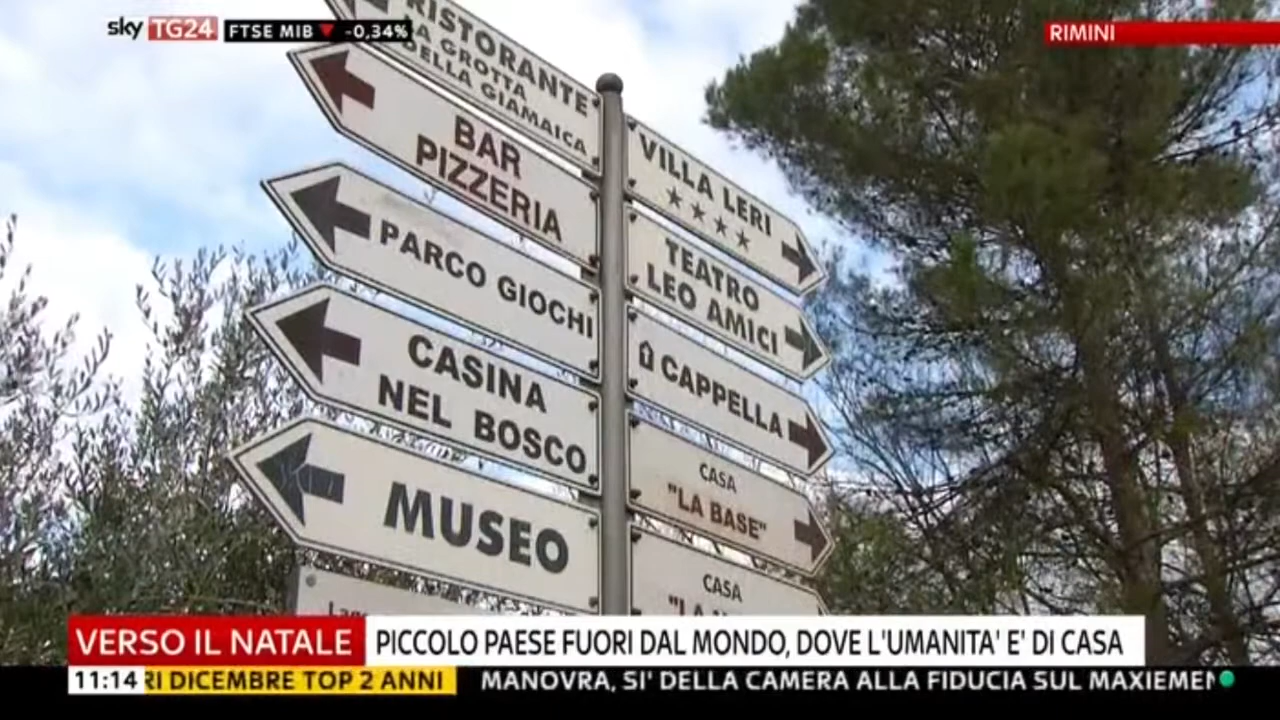 sky TG24
FTSE MIB -0,34%
RIMINI
RISTORANTE
LA GROTTA
DELLA GIAMAICA
BAR
PIZZERIA
PARCO GIOCHI
CASINA
NEL BOSCO
MUSEO
VILLA LERI
TEATRO
LEO AMICI
CAPPELLA
CASA
"LA BASE"
CASA
"LA
VERSO IL NATALE
PICCOLO PAESE FUORI DAL MONDO, DOVE L'UMANITA' E' DI CASA
11:14
RI DICEMBRE TOP 2 ANNI
MANOVRA, SI' DELLA CAMERA ALLA FIDUCIA SUL